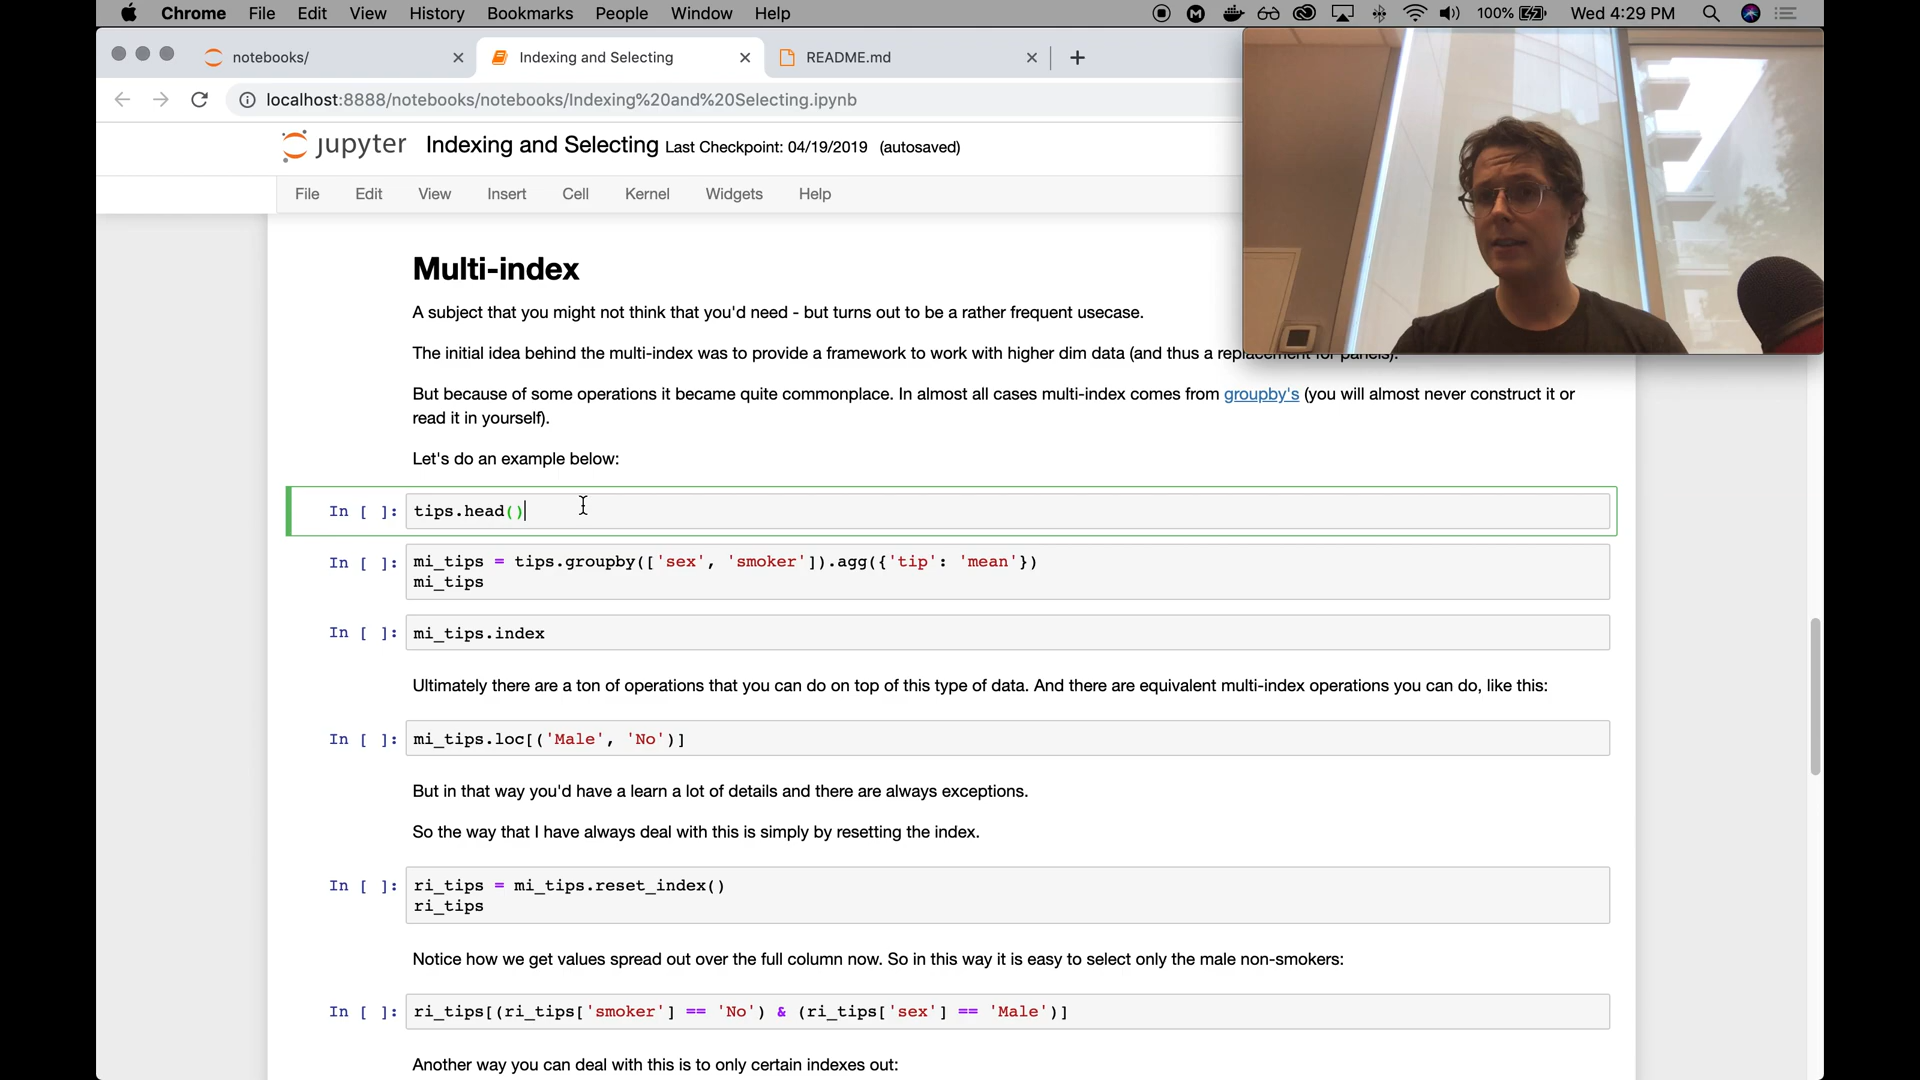 Chrome File Edit View History Bookmarks People Window Help 100% Wed 4:29 PM
notebooks/ Indexing and Selecting README.md
localhost:8888/notebooks/notebooks/Indexing%20and%20Selecting.ipynb
jupyter Indexing and Selecting Last Checkpoint: 04/19/2019 (autosaved)
File Edit View Insert Cell Kernel Widgets Help
Multi-index
A subject that you might not think that you'd need - but turns out to be a rather frequent usecase.
The initial idea behind the multi-index was to provide a framework to work with higher dim data (and thus a replacement for panels).
But because of some operations it became quite commonplace. In almost all cases multi-index comes from groupby's (you will almost never construct it or
read it in yourself).
Let's do an example below:
In [ ]: tips.head()
In [ ]: mi_tips = tips.groupby(['sex', 'smoker']).agg({'tip': 'mean'})
mi_tips
In [ ]: mi_tips.index
Ultimately there are a ton of operations that you can do on top of this type of data. And there are equivalent multi-index operations you can do, like this:
In [ ]: mi_tips.loc[('Male', 'No')]
But in that way you'd have a learn a lot of details and there are always exceptions.
So the way that I have always deal with this is simply by resetting the index.
In [ ]: ri_tips = mi_tips.reset_index()
ri_tips
Notice how we get values spread out over the full column now. So in this way it is easy to select only the male non-smokers:
In [ ]: ri_tips[(ri_tips['smoker'] == 'No') & (ri_tips['sex'] == 'Male')]
Another way you can deal with this is to only certain indexes out: